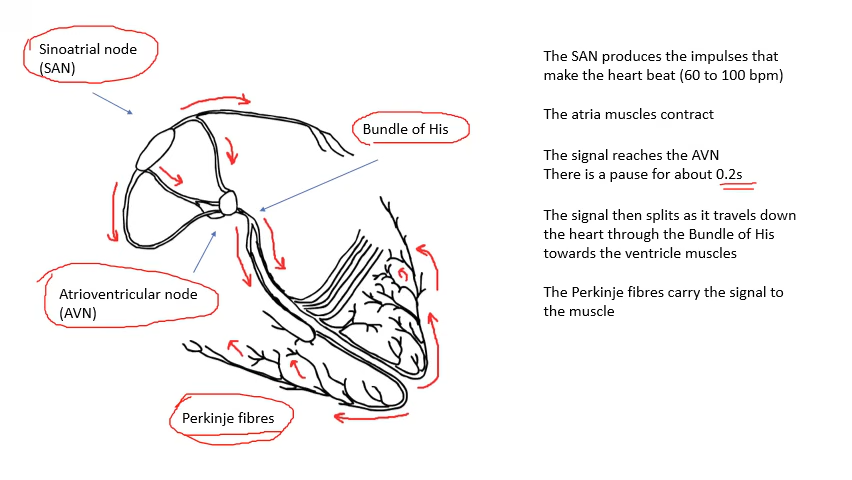 Sinoatrial node
(SAN)
Bundle of His
Atrioventricular node
(AVN)
Perkinje fibres
The SAN produces the impulses that
make the heart beat (60 to 100 bpm)
The atria muscles contract
The signal reaches the AVN
There is a pause for about 0.2s
The signal then splits as it travels down
the heart through the Bundle of His
towards the ventricle muscles
The Perkinje fibres carry the signal to
the muscle